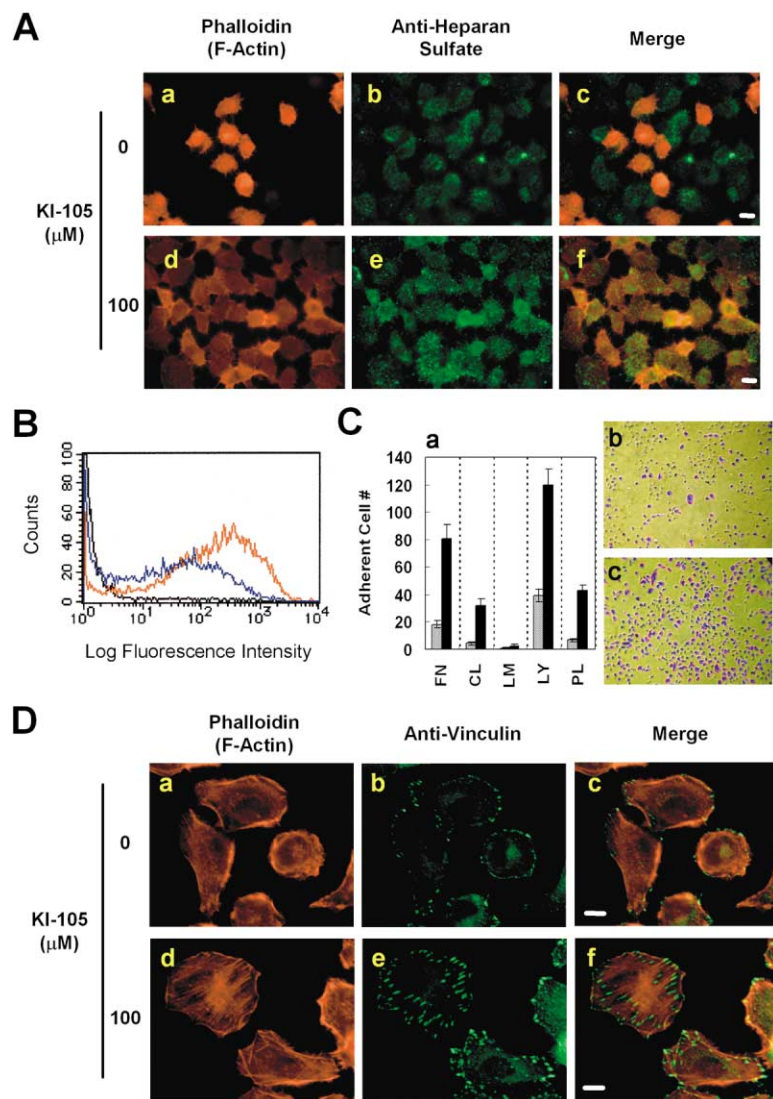 A
Phalloidin
(F-Actin)
Anti-Heparan
Sulfate
Merge
KI-105
(μM)
0
a
b
c
100
d
e
f
B
Counts
100
80
60
40
20
0
10⁰
10¹
10²
10³
10⁴
Log Fluorescence Intensity
C
a
Adherent Cell #
140
120
100
80
60
40
20
0
FN
CL
LM
LY
PL
b
c
D
Phalloidin
(F-Actin)
Anti-Vinculin
Merge
KI-105
(μM)
0
a
b
c
100
d
e
f